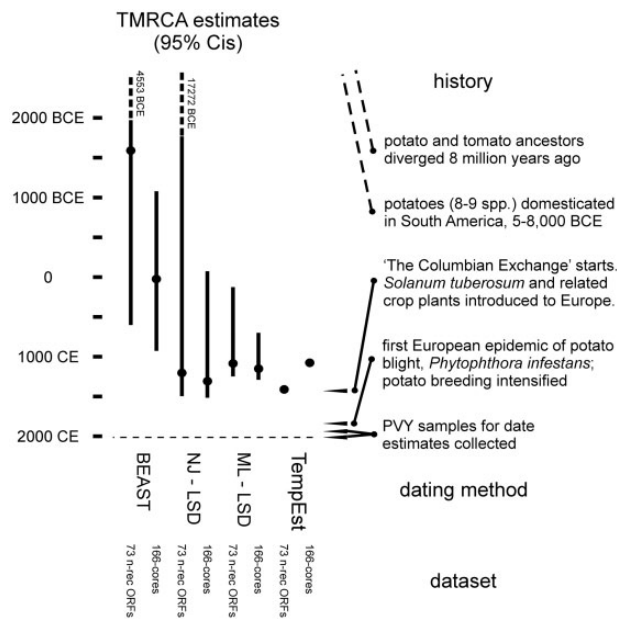 TMRCA estimates
(95% Cis)
4553 BCE
17272 BCE
2000 BCE
1000 BCE
0
1000 CE
2000 CE
history
potato and tomato ancestors
diverged 8 million years ago
potatoes (8-9 spp.) domesticated
in South America, 5-8,000 BCE
‘The Columbian Exchange’ starts.
Solanum tuberosum and related
crop plants introduced to Europe.
first European epidemic of potato
blight, Phytophthora infestans;
potato breeding intensified
PVY samples for date
estimates collected
BEAST
NJ - LSD
ML - LSD
TempEst
dating method
73 n-rec ORFs
166-cores
73 n-rec ORFs
166-cores
73 n-rec ORFs
166-cores
73 n-rec ORFs
166-cores
dataset